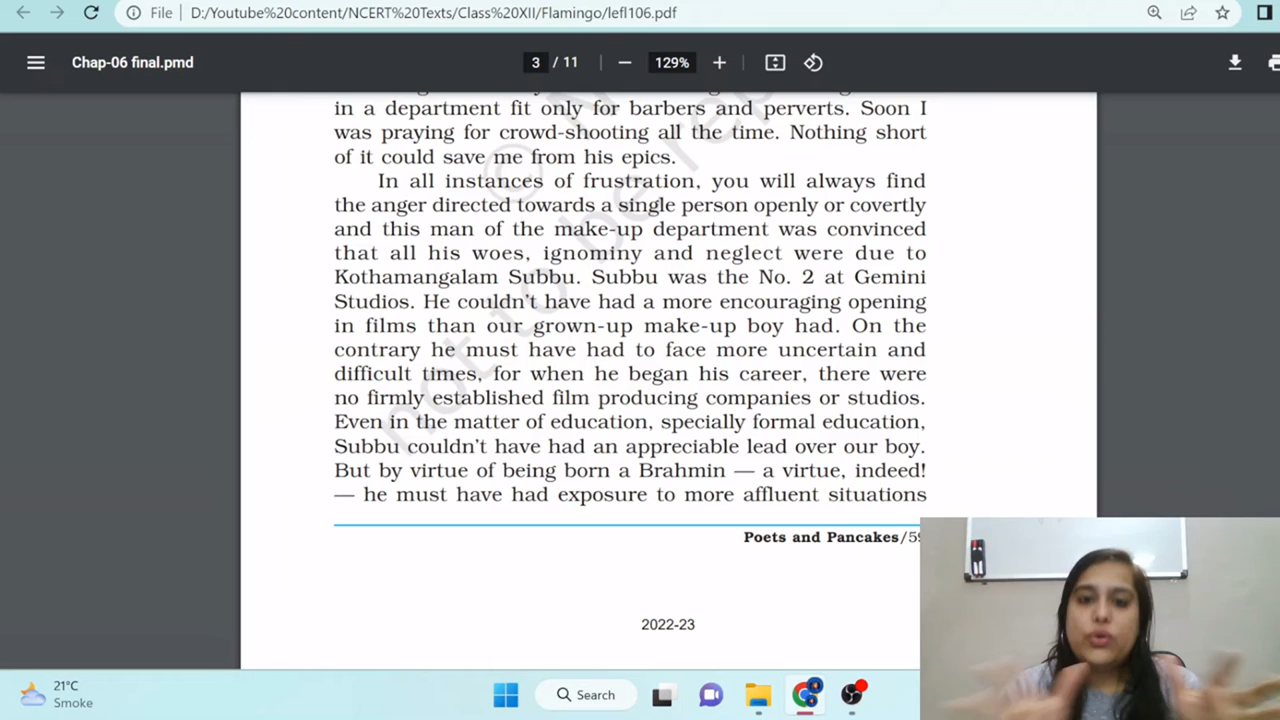 File D:/Youtube%20content/NCERT%20Texts/Class%20XII/Flamingo/lefl106.pdf
Chap-06 final.pmd
3 / 11
129%
in a department fit only for barbers and perverts. Soon I
was praying for crowd-shooting all the time. Nothing short
of it could save me from his epics.
In all instances of frustration, you will always find
the anger directed towards a single person openly or covertly
and this man of the make-up department was convinced
that all his woes, ignominy and neglect were due to
Kothamangalam Subbu. Subbu was the No. 2 at Gemini
Studios. He couldn't have had a more encouraging opening
in films than our grown-up make-up boy had. On the
contrary he must have had to face more uncertain and
difficult times, for when he began his career, there were
no firmly established film producing companies or studios.
Even in the matter of education, specially formal education,
Subbu couldn't have had an appreciable lead over our boy.
But by virtue of being born a Brahmin — a virtue, indeed!
— he must have had exposure to more affluent situations
Poets and Pancakes/59
2022-23
not to be rep
21°C
Smoke
Search